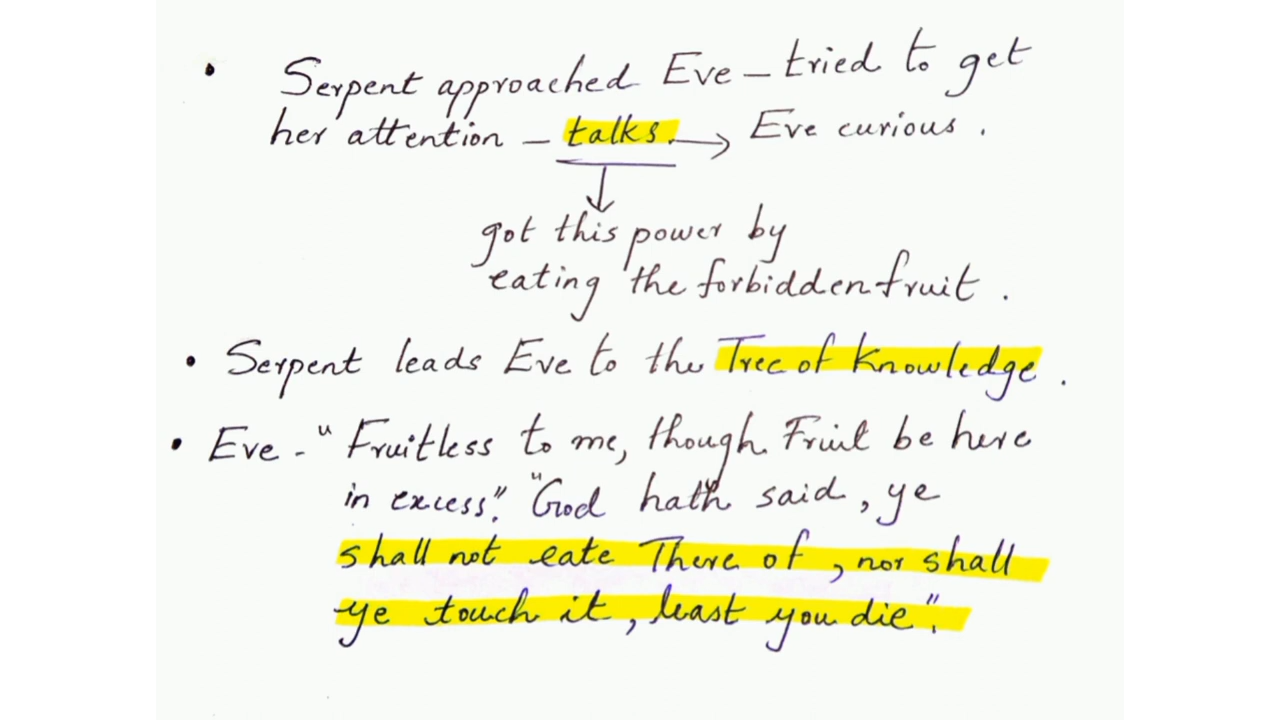 • Serpent approached Eve – tried to get
her attention – talks. → Eve curious.
↓
got this power by
eating the forbidden fruit.
• Serpent leads Eve to the Tree of Knowledge.
• Eve - "Fruitless to me, though Fruit be here
in excess". "God hath said, ye
shall not eate There of, nor shall
ye touch it, least you die".